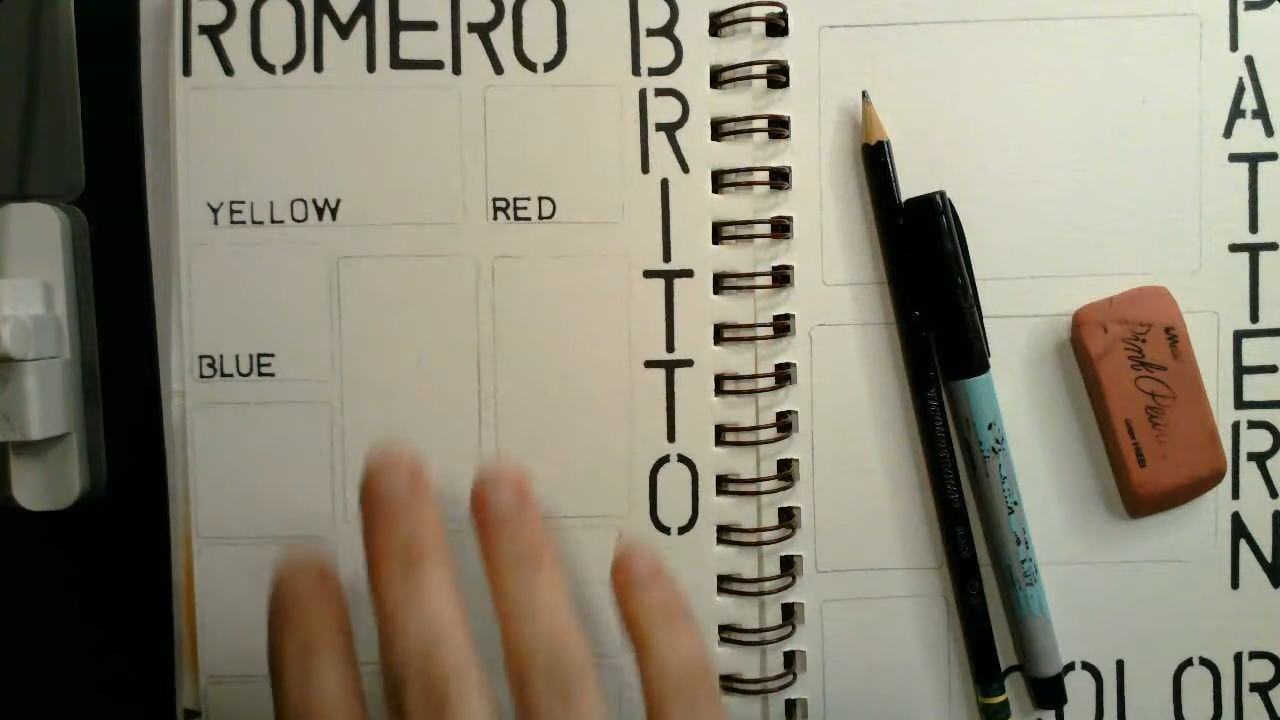 ROMERO BRITTO
YELLOW
RED
BLUE
PATTERN
COLOR
Pink Pearl